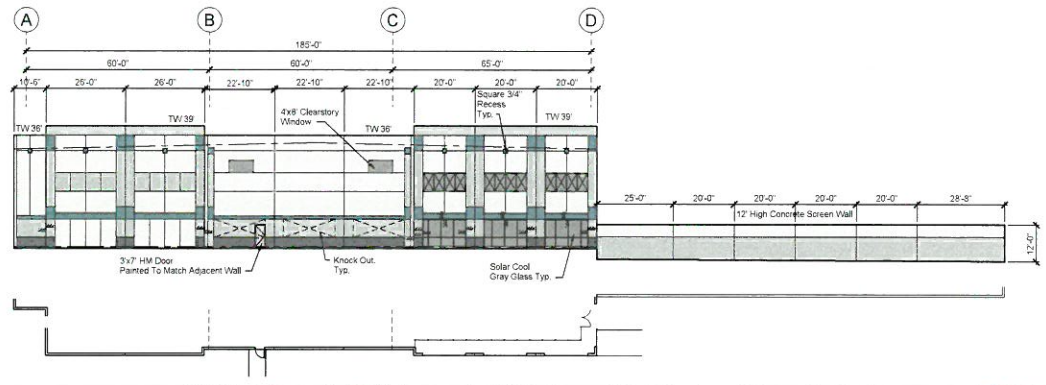 A B C D
185'-0"
60'-0" 60'-0" 65'-0"
10'-6" 26'-0" 26'-0" 22'-10" 22'-10" 22'-10" 20'-0" 20'-0" 20'-0"
Square 3/4"
Recess
Typ.
4'x8' Clearstory
Window
TW 36' TW 39' TW 36' TW 39'
25'-0" 20'-0" 20'-0" 20'-0" 20'-0" 28'-8"
12' High Concrete Screen Wall
12'-0"
3'x7' HM Door
Painted To Match Adjacent Wall
Knock Out.
Typ.
Solar Cool
Gray Glass Typ.